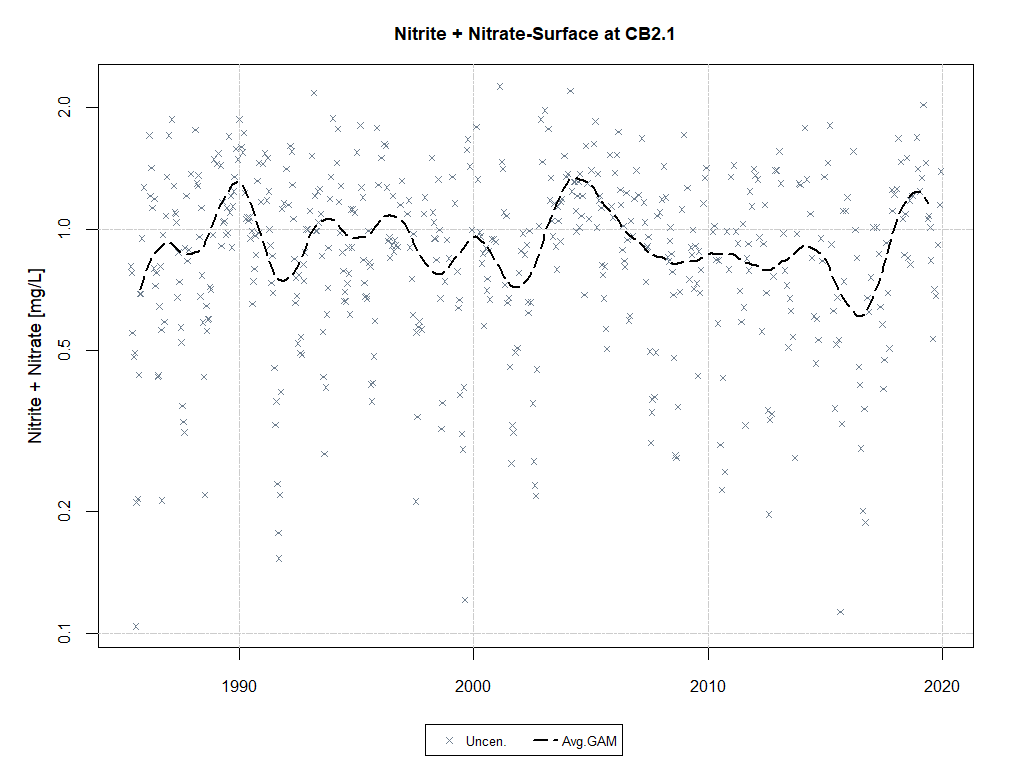 Nitrite + Nitrate-Surface at CB2.1
Nitrite + Nitrate [mg/L]
2.0
1.0
0.5
0.2
0.1
1990 2000 2010 2020
Uncen. Avg.GAM